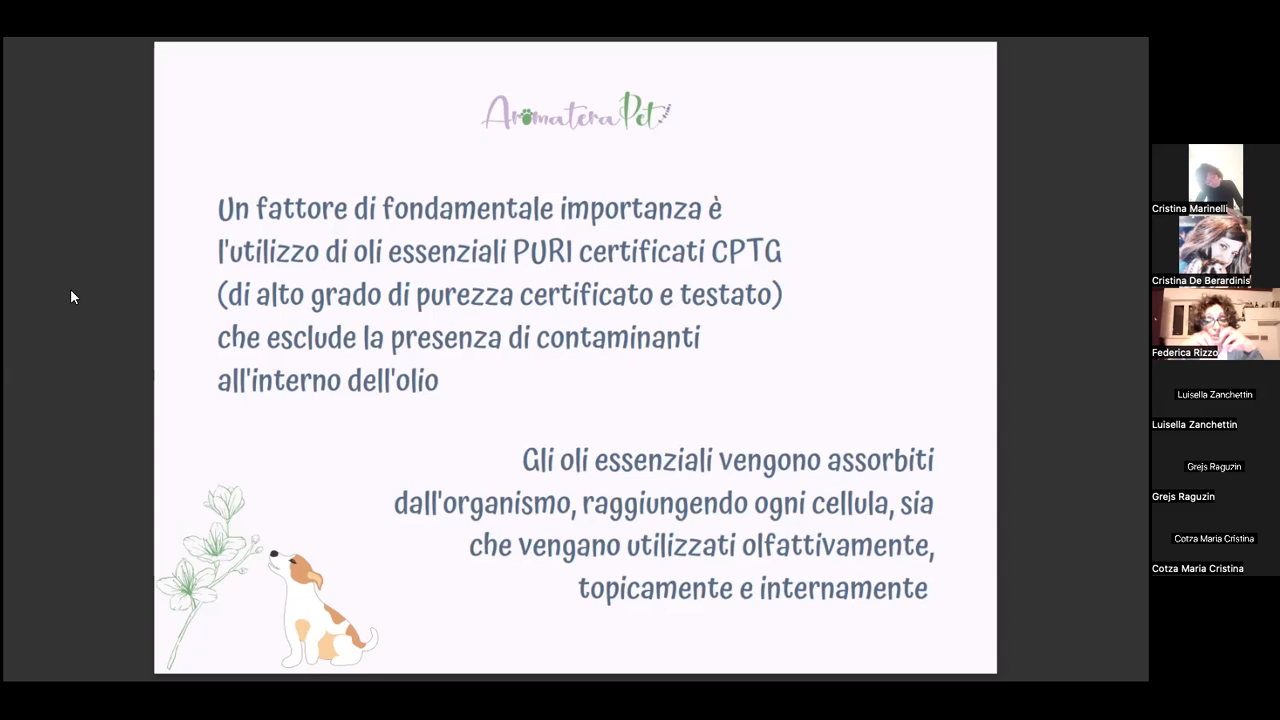 AromateraPet
Un fattore di fondamentale importanza è
l'utilizzo di oli essenziali PURI certificati CPTG
(di alto grado di purezza certificato e testato)
che esclude la presenza di contaminanti
all'interno dell'olio
Gli oli essenziali vengono assorbiti
dall'organismo, raggiungendo ogni cellula, sia
che vengano utilizzati olfattivamente,
topicamente e internamente
Cristina Marinelli
Cristina De Berardinis
Federica Rizzo
Luisella Zanchettin
Luisella Zanchettin
Grejs Raguzin
Grejs Raguzin
Cotza Maria Cristina
Cotza Maria Cristina